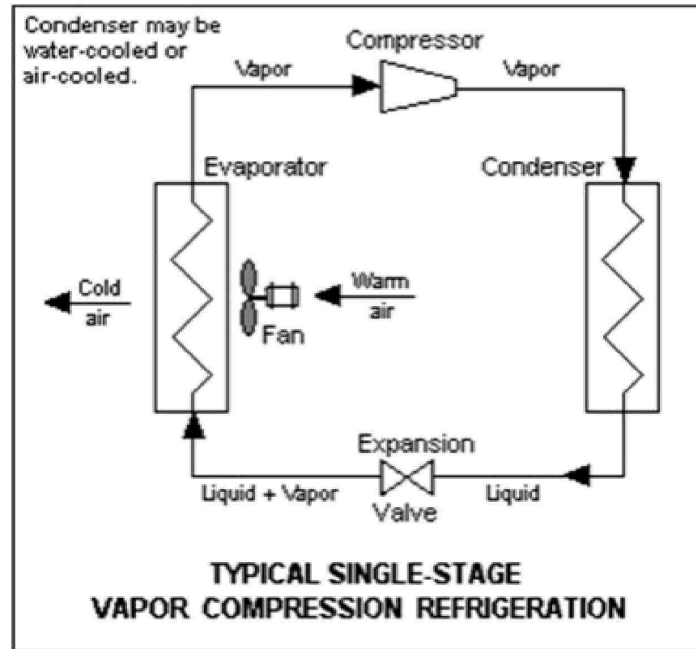 Condenser may be
water-cooled or
air-cooled.
Compressor
Vapor
Vapor
Evaporator
Condenser
Cold
air
Warm
air
Fan
Expansion
Valve
Liquid + Vapor
Liquid
TYPICAL SINGLE-STAGE
VAPOR COMPRESSION REFRIGERATION